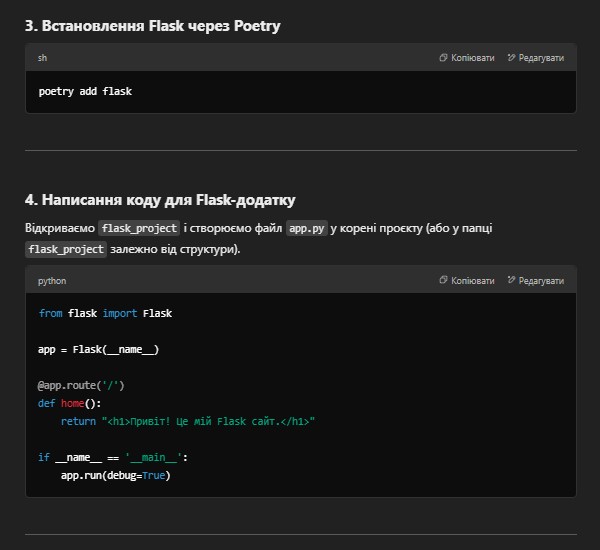 3. Встановлення Flask через Poetry
sh
Копіювати
Редагувати
poetry add flask
4. Написання коду для Flask-додатку
Відкриваємо flask_project і створюємо файл app.py у корені проєкту (або у папці
flask_project залежно від структури).
python
Копіювати
Редагувати
from flask import Flask
app = Flask(__name__)
@app.route('/')
def home():
    return "<h1>Привіт! Це мій Flask сайт.</h1>"
if __name__ == '__main__':
    app.run(debug=True)